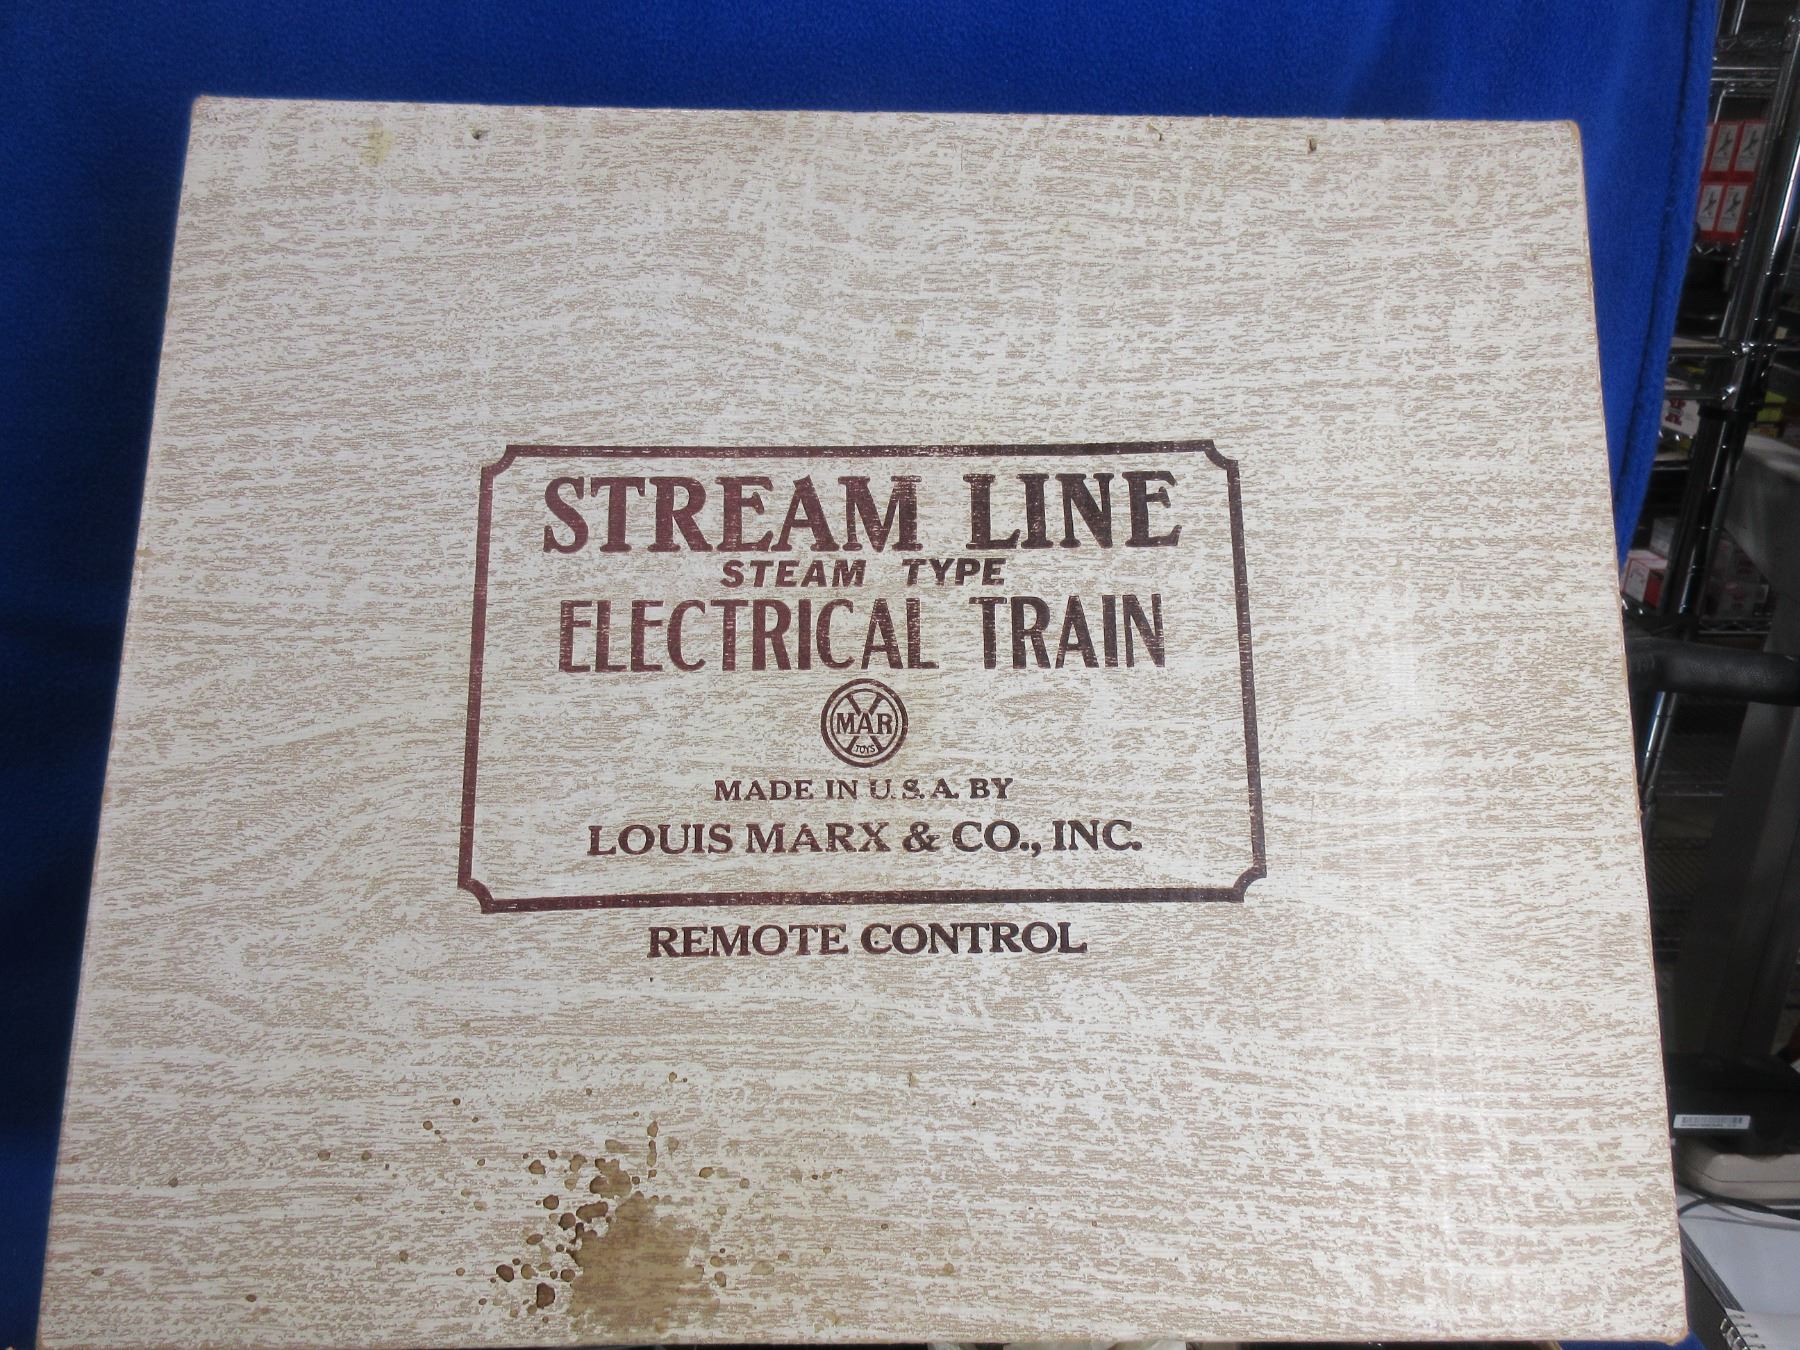 STREAM LINE
STEAM TYPE
ELECTRICAL TRAIN
MAR
TOYS
MADE IN U.S.A. BY
LOUIS MARX & CO., INC.
REMOTE CONTROL